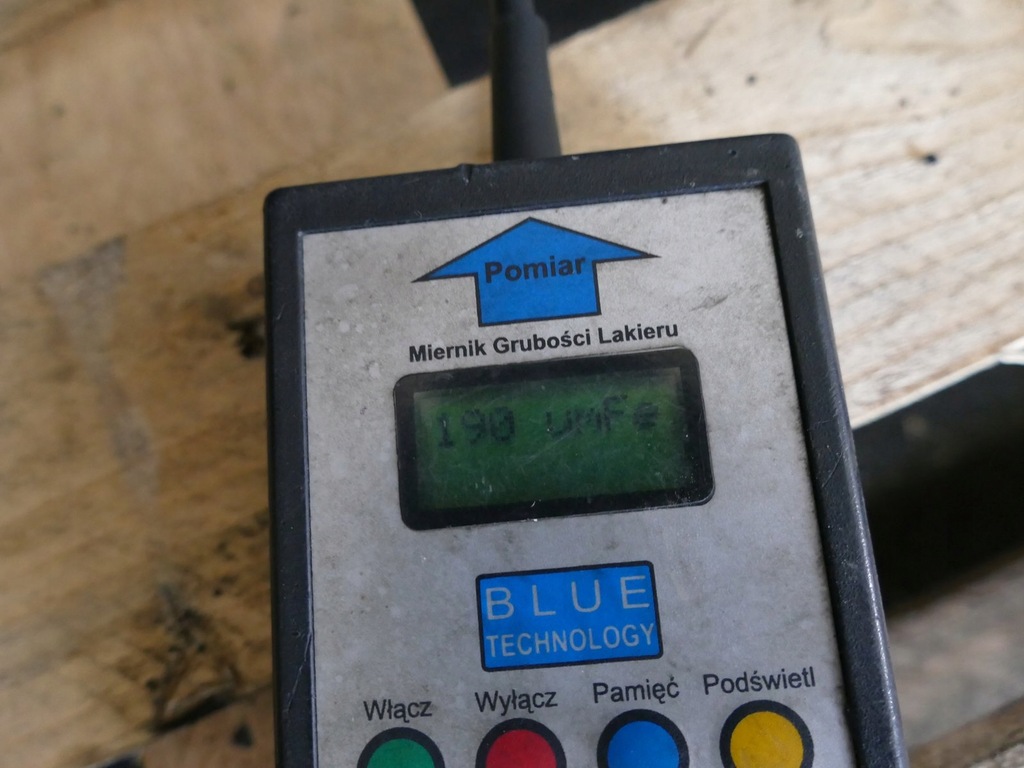 Pomiar
Miernik Grubości Lakieru
190 umFe
BLUE
TECHNOLOGY
Włącz Wyłącz Pamięć Podświetl